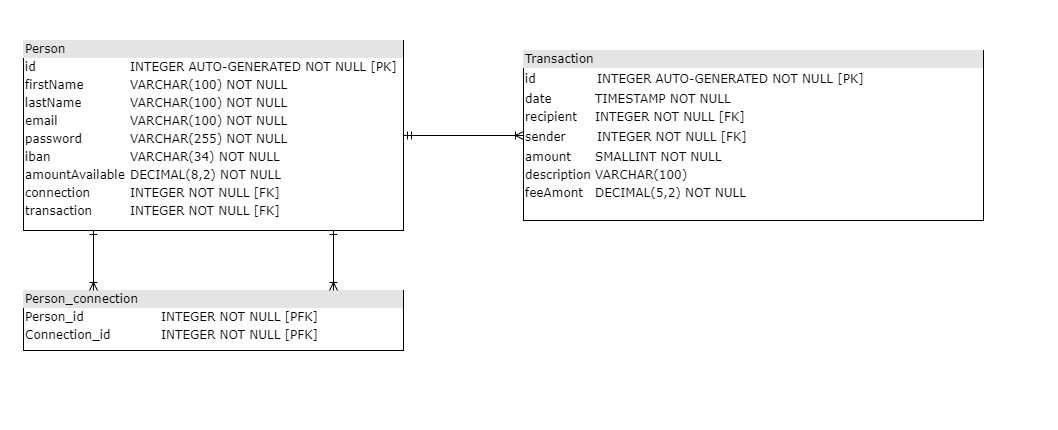 Person
id INTEGER AUTO-GENERATED NOT NULL [PK]
firstName VARCHAR(100) NOT NULL
lastName VARCHAR(100) NOT NULL
email VARCHAR(100) NOT NULL
password VARCHAR(255) NOT NULL
iban VARCHAR(34) NOT NULL
amountAvailable DECIMAL(8,2) NOT NULL
connection INTEGER NOT NULL [FK]
transaction INTEGER NOT NULL [FK]
Transaction
id INTEGER AUTO-GENERATED NOT NULL [PK]
date TIMESTAMP NOT NULL
recipient INTEGER NOT NULL [FK]
sender INTEGER NOT NULL [FK]
amount SMALLINT NOT NULL
description VARCHAR(100)
feeAmont DECIMAL(5,2) NOT NULL
Person_connection
Person_id INTEGER NOT NULL [PFK]
Connection_id INTEGER NOT NULL [PFK]